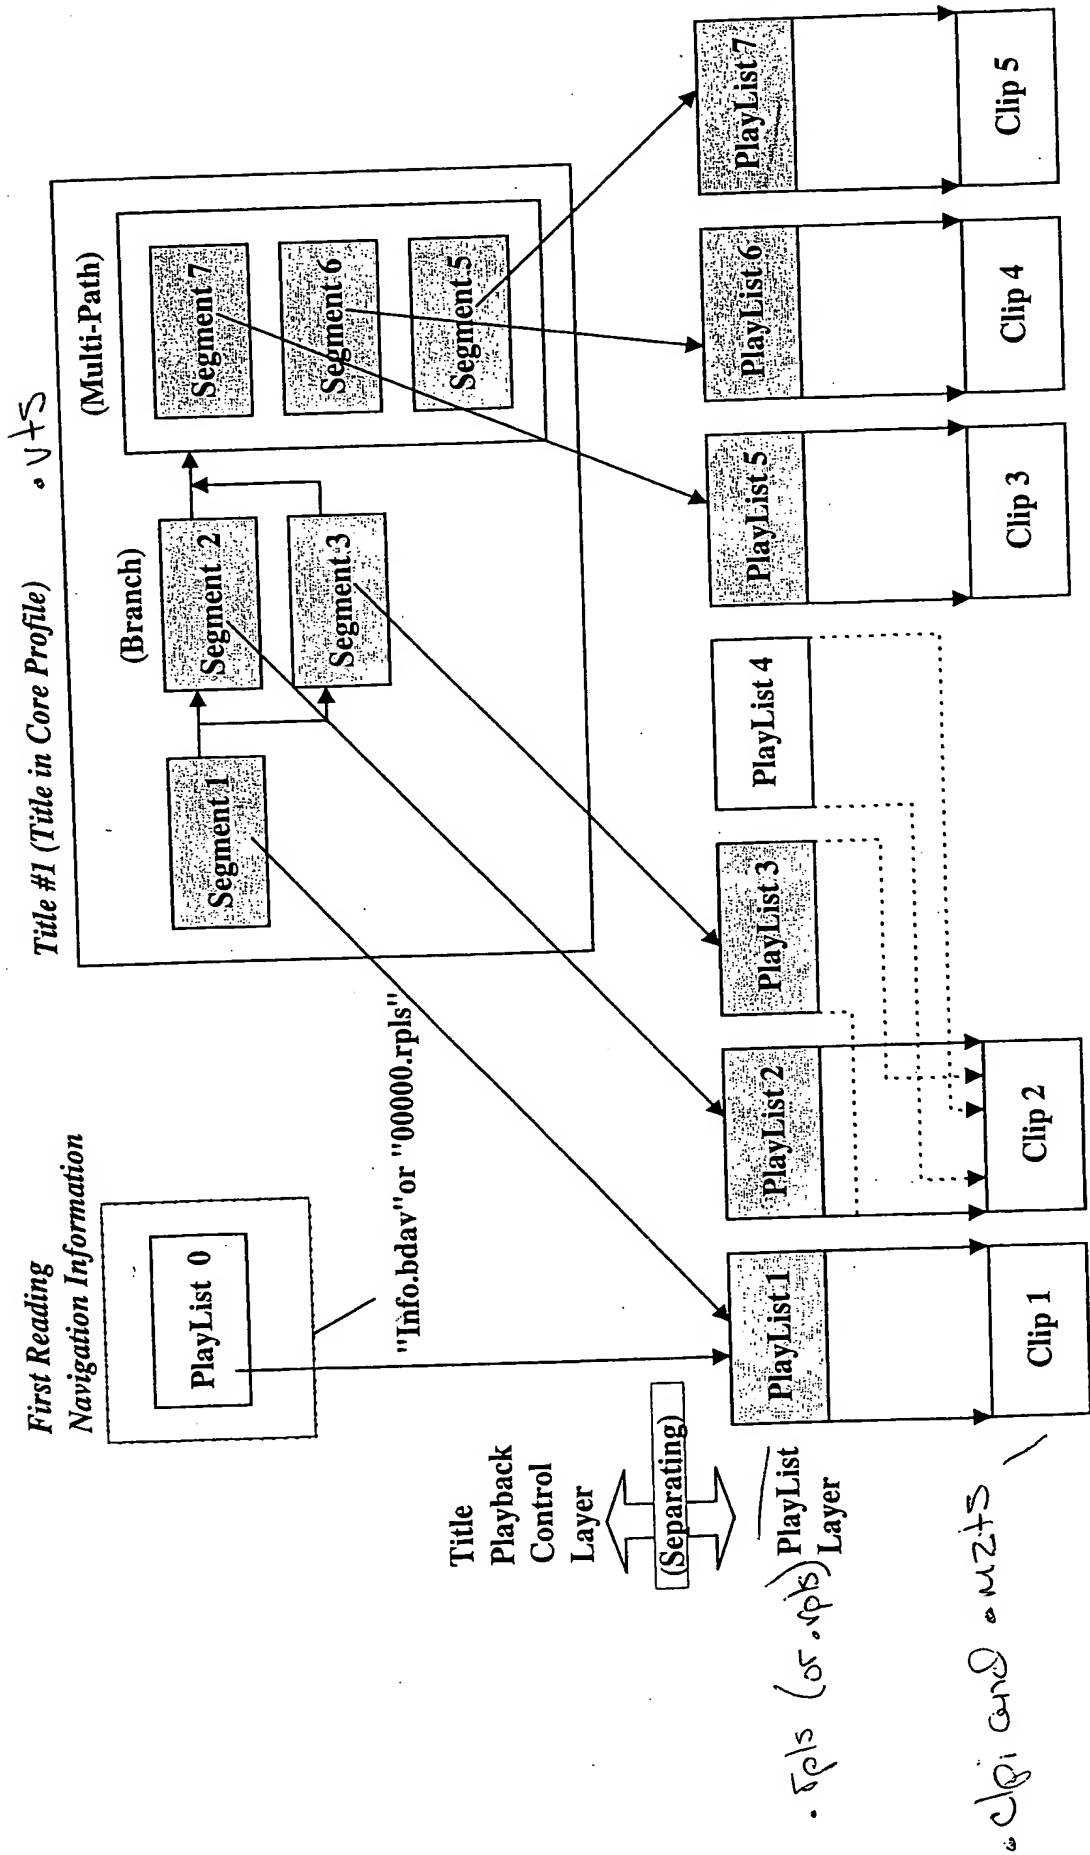 First Reading
Navigation Information
PlayList 0
"Info.bdav"or "00000.rpls"
Title #1 (Title in Core Profile)
.vts
(Branch)
(Multi-Path)
Segment 1
Segment 2
Segment 3
Segment 7
Segment 6
Segment 5
Title
Playback
Control
Layer
(Separating)
PlayList
Layer
.rpls (or .vpls)
PlayList 1
PlayList 2
PlayList 3
PlayList 4
PlayList 5
PlayList 6
PlayList 7
.clpi and .m2ts
Clip 1
Clip 2
Clip 3
Clip 4
Clip 5